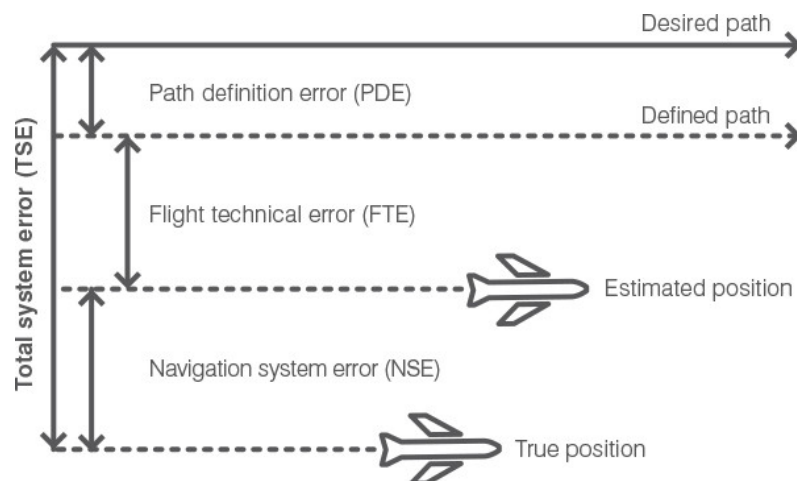 Desired path
Path definition error (PDE)
Defined path
Total system error (TSE)
Flight technical error (FTE)
Estimated position
Navigation system error (NSE)
True position